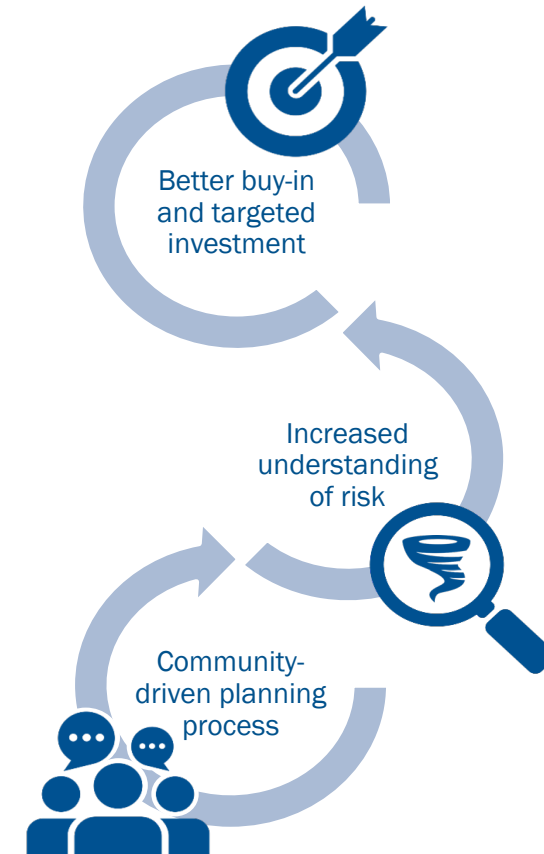 Better buy-in
and targeted
investment
Increased
understanding
of risk
Community-
driven planning
process